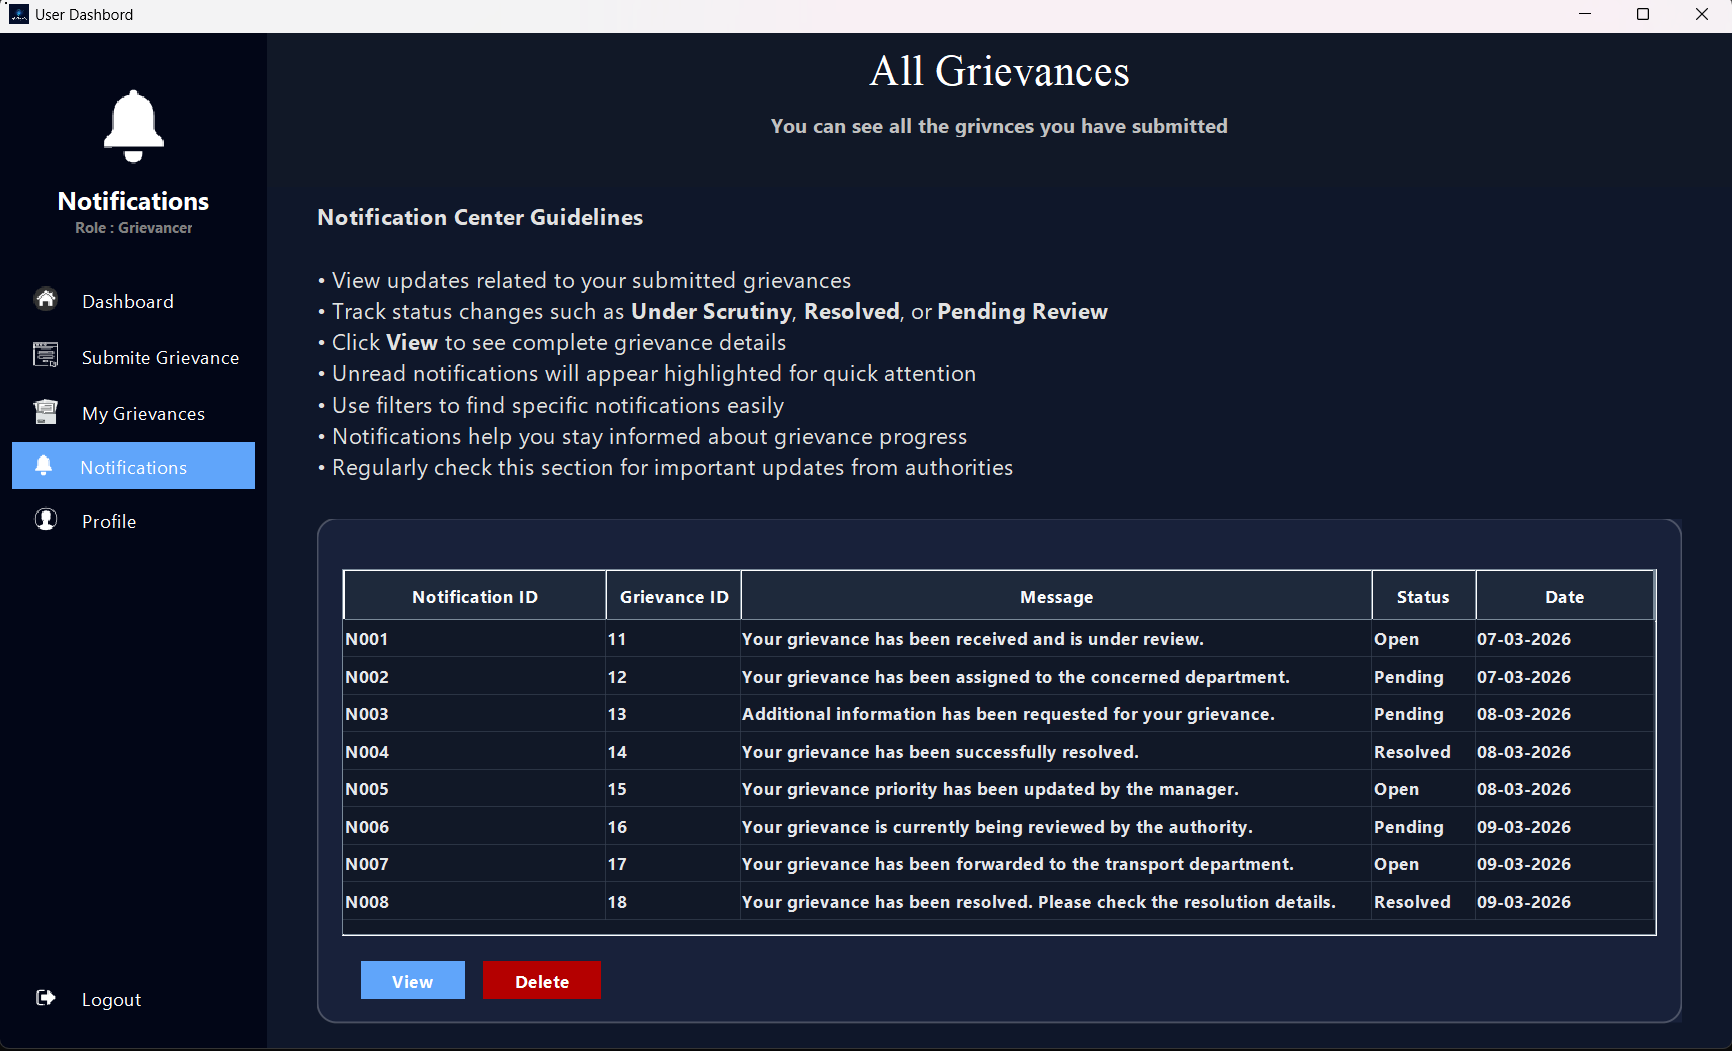 User Dashbord
Notifications
Role : Grievancer
Dashboard
Submite Grievance
My Grievances
Notifications
Profile
Logout
All Grievances
You can see all the grivnces you have submitted
Notification Center Guidelines
• View updates related to your submitted grievances
• Track status changes such as Under Scrutiny, Resolved, or Pending Review
• Click View to see complete grievance details
• Unread notifications will appear highlighted for quick attention
• Use filters to find specific notifications easily
• Notifications help you stay informed about grievance progress
• Regularly check this section for important updates from authorities
Notification ID Grievance ID Message Status Date
N001 11 Your grievance has been received and is under review. Open 07-03-2026
N002 12 Your grievance has been assigned to the concerned department. Pending 07-03-2026
N003 13 Additional information has been requested for your grievance. Pending 08-03-2026
N004 14 Your grievance has been successfully resolved. Resolved 08-03-2026
N005 15 Your grievance priority has been updated by the manager. Open 08-03-2026
N006 16 Your grievance is currently being reviewed by the authority. Pending 09-03-2026
N007 17 Your grievance has been forwarded to the transport department. Open 09-03-2026
N008 18 Your grievance has been resolved. Please check the resolution details. Resolved 09-03-2026
View Delete